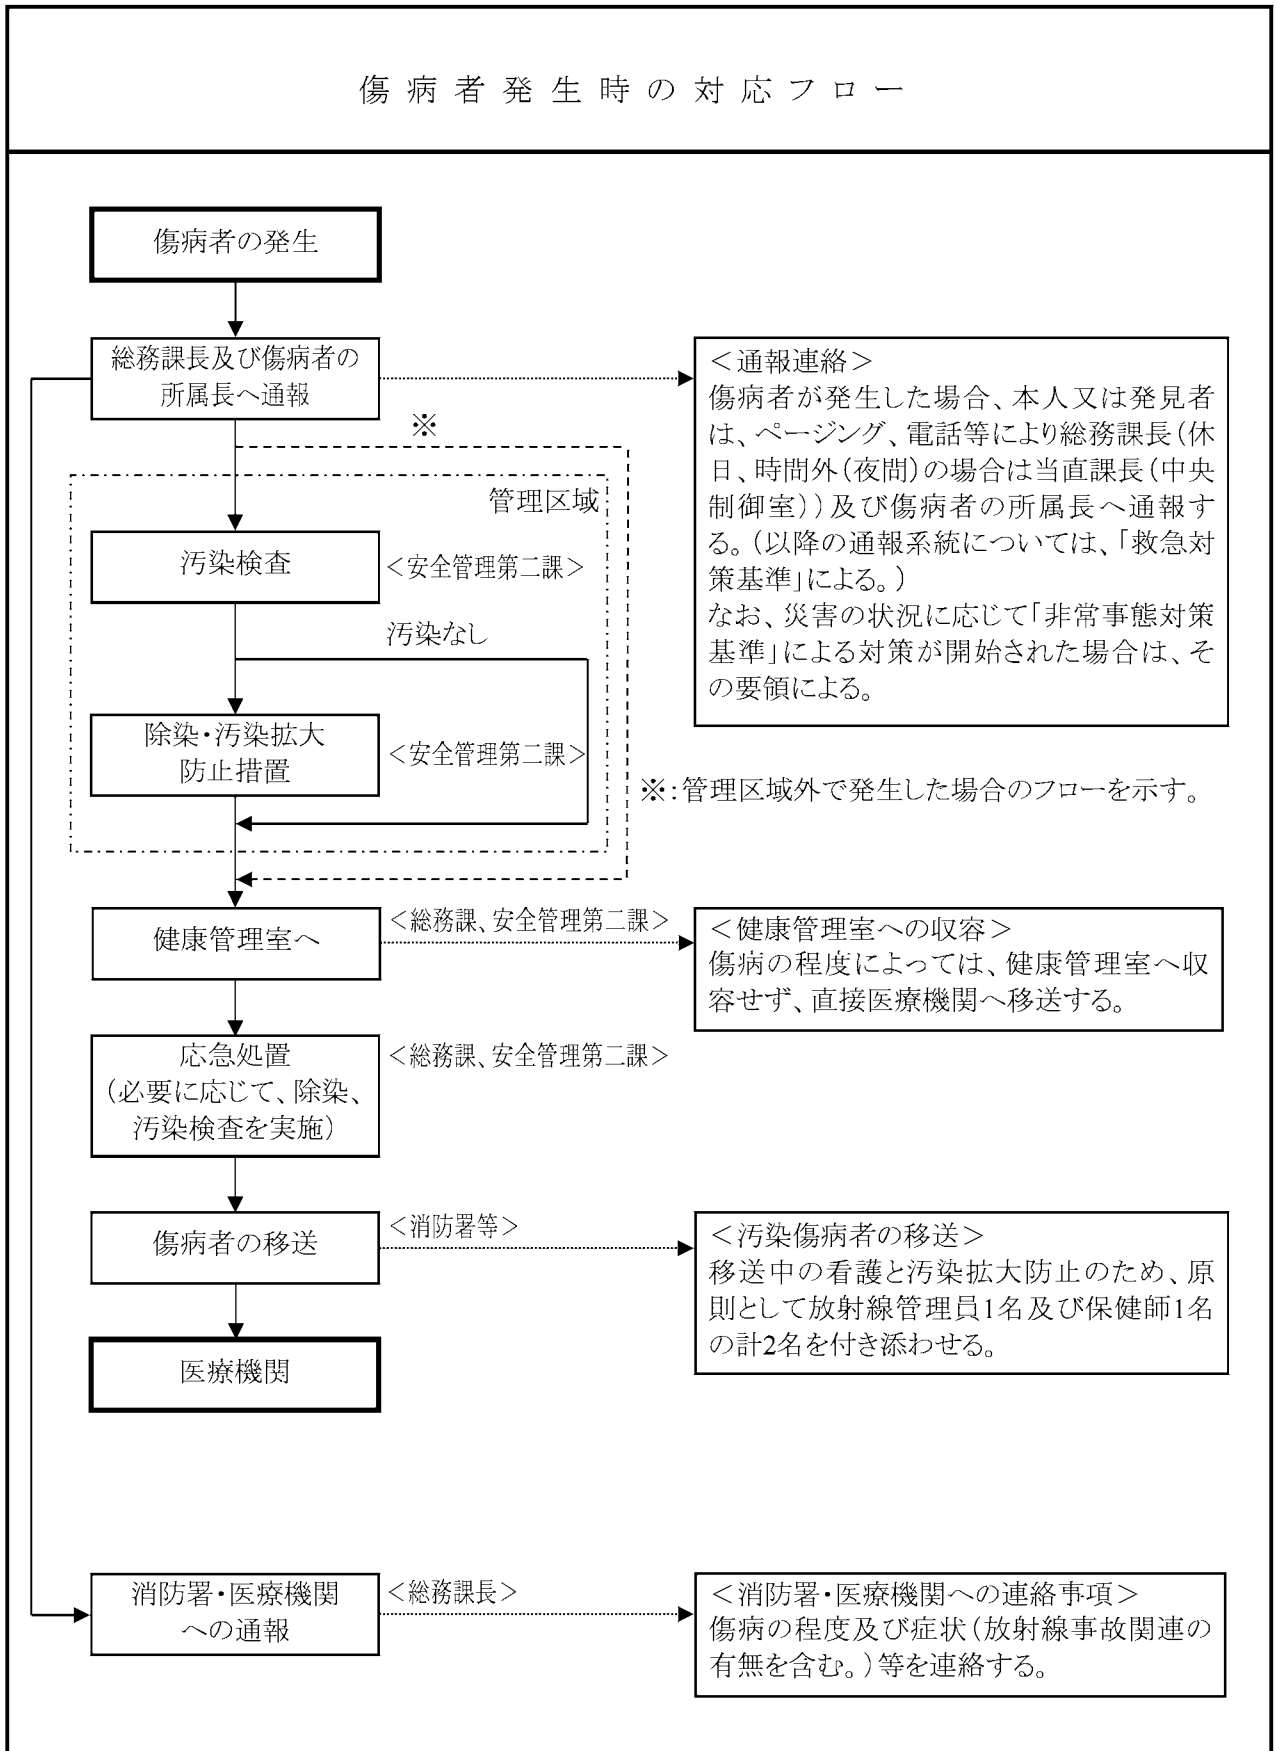 傷病者発生時の対応フロー
傷病者の発生
総務課長及び傷病者の
所属長へ通報
＜通報連絡＞
傷病者が発生した場合、本人又は発見者
は、ページング、電話等により総務課長（休
日、時間外（夜間）の場合は当直課長（中央
制御室））及び傷病者の所属長へ通報す
る。（以降の通報系統については、「救急対
策基準」による。）
なお、災害の状況に応じて「非常事態対策
基準」による対策が開始された場合は、そ
の要領による。
※
管理区域
汚染検査
＜安全管理第二課＞
汚染なし
除染・汚染拡大
防止措置
＜安全管理第二課＞
※：管理区域外で発生した場合のフローを示す。
健康管理室へ
＜総務課、安全管理第二課＞
＜健康管理室への収容＞
傷病の程度によっては、健康管理室へ収
容せず、直接医療機関へ移送する。
応急処置
（必要に応じて、除染、
汚染検査を実施）
＜総務課、安全管理第二課＞
傷病者の移送
＜消防署等＞
＜汚染傷病者の移送＞
移送中の看護と汚染拡大防止のため、原
則として放射線管理員1名及び保健師1名
の計2名を付き添わせる。
医療機関
消防署・医療機関
への通報
＜総務課長＞
＜消防署・医療機関への連絡事項＞
傷病の程度及び症状（放射線事故関連の
有無を含む。）等を連絡する。